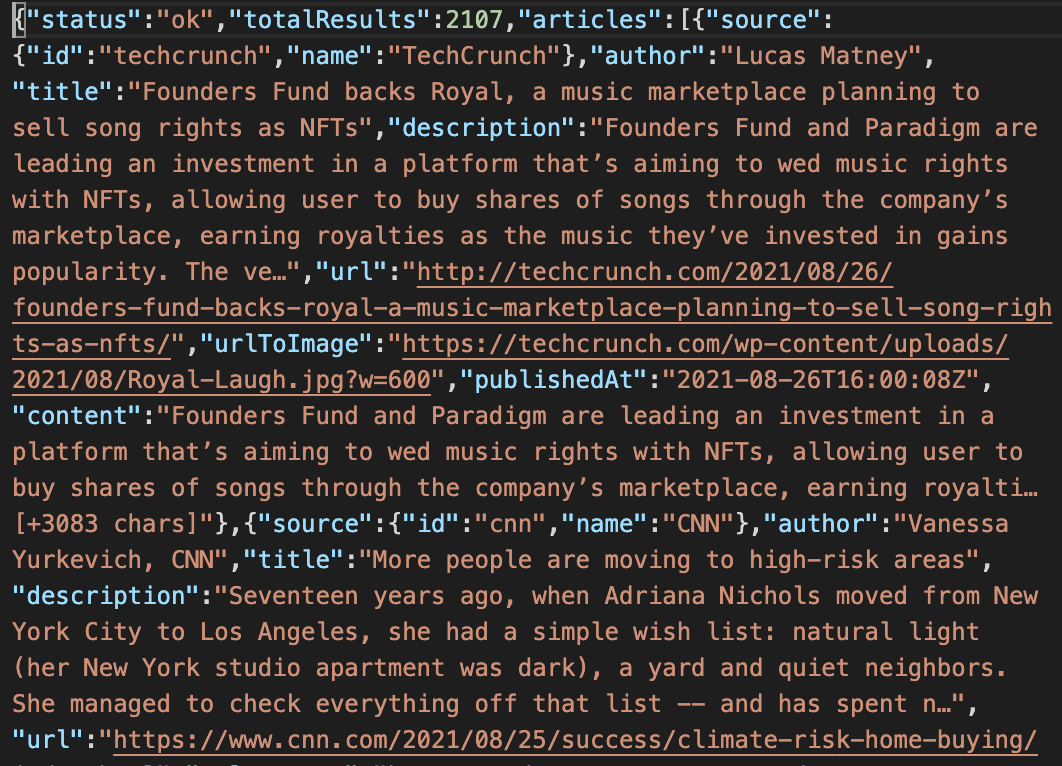 {"status":"ok","totalResults":2107,"articles":[{"source":
{"id":"techcrunch","name":"TechCrunch"},"author":"Lucas Matney",
"title":"Founders Fund backs Royal, a music marketplace planning to
sell song rights as NFTs","description":"Founders Fund and Paradigm are
leading an investment in a platform that’s aiming to wed music rights
with NFTs, allowing user to buy shares of songs through the company’s
marketplace, earning royalties as the music they’ve invested in gains
popularity. The ve…","url":"http://techcrunch.com/2021/08/26/
founders-fund-backs-royal-a-music-marketplace-planning-to-sell-song-righ
ts-as-nfts/","urlToImage":"https://techcrunch.com/wp-content/uploads/
2021/08/Royal-Laugh.jpg?w=600","publishedAt":"2021-08-26T16:00:08Z",
"content":"Founders Fund and Paradigm are leading an investment in a
platform that’s aiming to wed music rights with NFTs, allowing user to
buy shares of songs through the company’s marketplace, earning royalti…
[+3083 chars]"},{"source":{"id":"cnn","name":"CNN"},"author":"Vanessa
Yurkevich, CNN","title":"More people are moving to high-risk areas",
"description":"Seventeen years ago, when Adriana Nichols moved from New
York City to Los Angeles, she had a simple wish list: natural light
(her New York studio apartment was dark), a yard and quiet neighbors.
She managed to check everything off that list -- and has spent n…",
"url":"https://www.cnn.com/2021/08/25/success/climate-risk-home-buying/